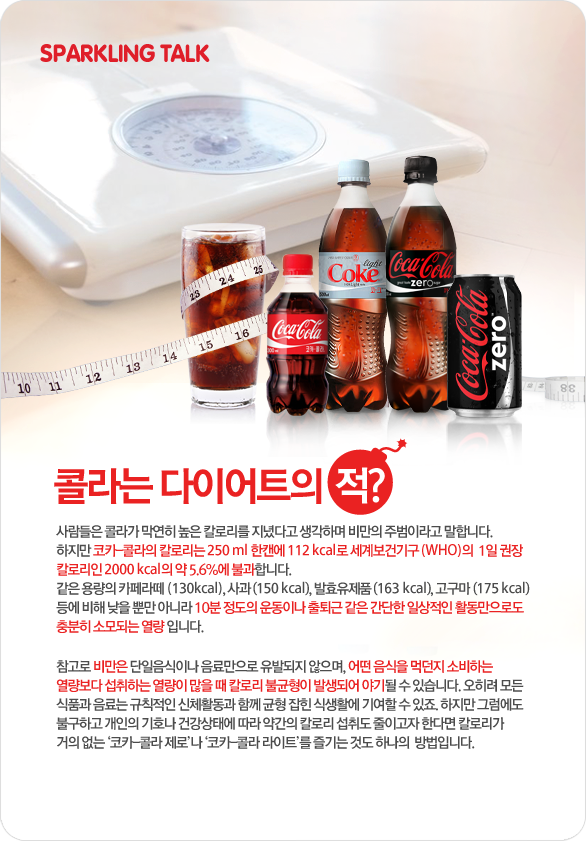 SPARKLING TALK
23 24 25
10 11 12 13 14 15 16
Coca-Cola
코카-콜라
Coke
light
Coca-Cola
zero
Coca-Cola
zero
38
콜라는 다이어트의 적?
사람들은 콜라가 막연히 높은 칼로리를 지녔다고 생각하며 비만의 주범이라고 말합니다.
하지만 코카-콜라의 칼로리는 250 ml 한캔에 112 kcal로 세계보건기구 (WHO)의 1일 권장
칼로리인 2000 kcal의 약 5.6%에 불과합니다.
같은 용량의 카페라떼 (130kcal), 사과 (150 kcal), 발효유제품 (163 kcal), 고구마 (175 kcal)
등에 비해 낮을 뿐만 아니라 10분 정도의 운동이나 출퇴근 같은 간단한 일상적인 활동만으로도
충분히 소모되는 열량 입니다.
참고로 비만은 단일음식이나 음료만으로 유발되지 않으며, 어떤 음식을 먹던지 소비하는
열량보다 섭취하는 열량이 많을 때 칼로리 불균형이 발생되어 야기될 수 있습니다. 오히려 모든
식품과 음료는 규칙적인 신체활동과 함께 균형 잡힌 식생활에 기여할 수 있죠. 하지만 그럼에도
불구하고 개인의 기호나 건강상태에 따라 약간의 칼로리 섭취도 줄이고자 한다면 칼로리가
거의 없는 '코카-콜라 제로'나 '코카-콜라 라이트'를 즐기는 것도 하나의 방법입니다.